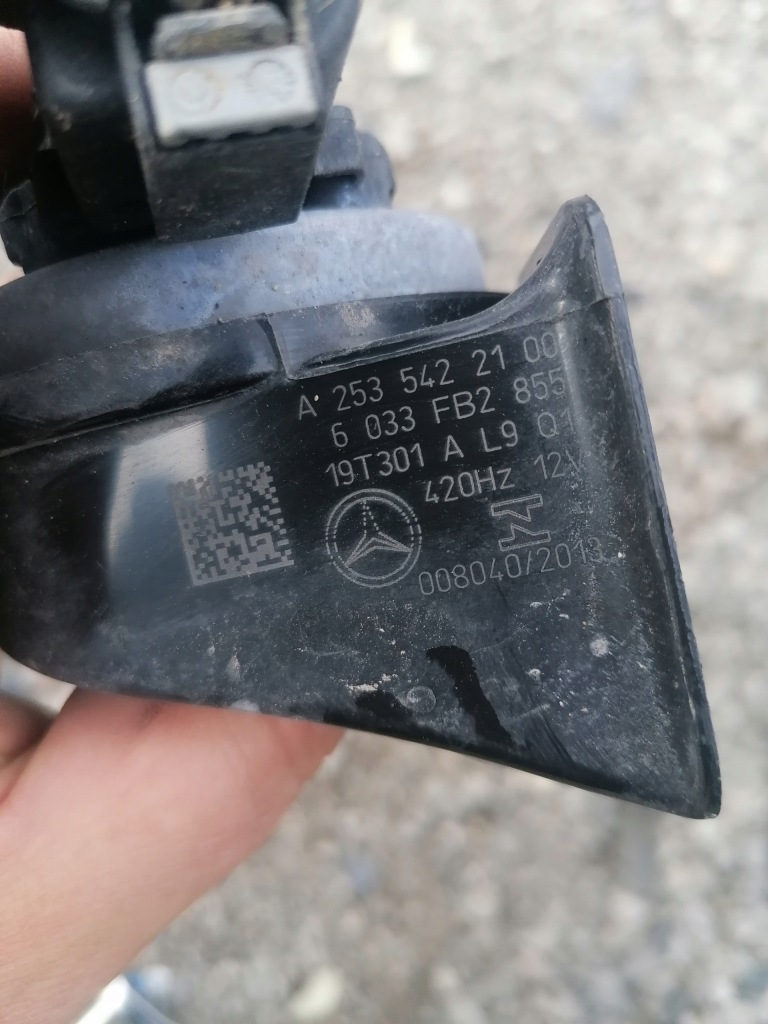 A 253 542 21 00
6 033 FB2 855
19T301 A L9 Q1
420Hz 12V
008040/2013